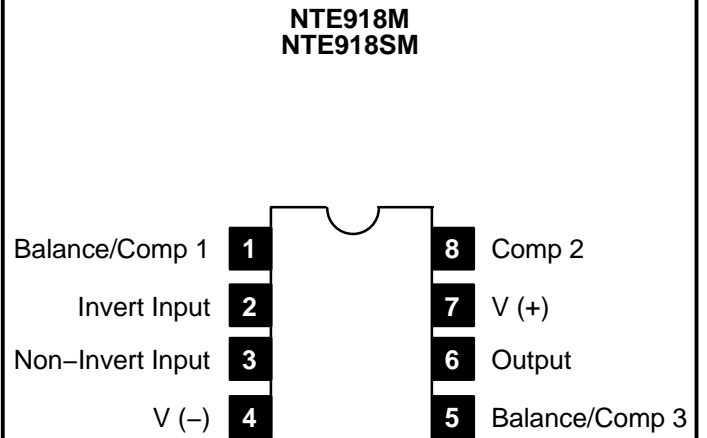 NTE918M
NTE918SM
Balance/Comp 1 1 8 Comp 2
Invert Input 2 7 V (+)
Non−Invert Input 3 6 Output
V (−) 4 5 Balance/Comp 3